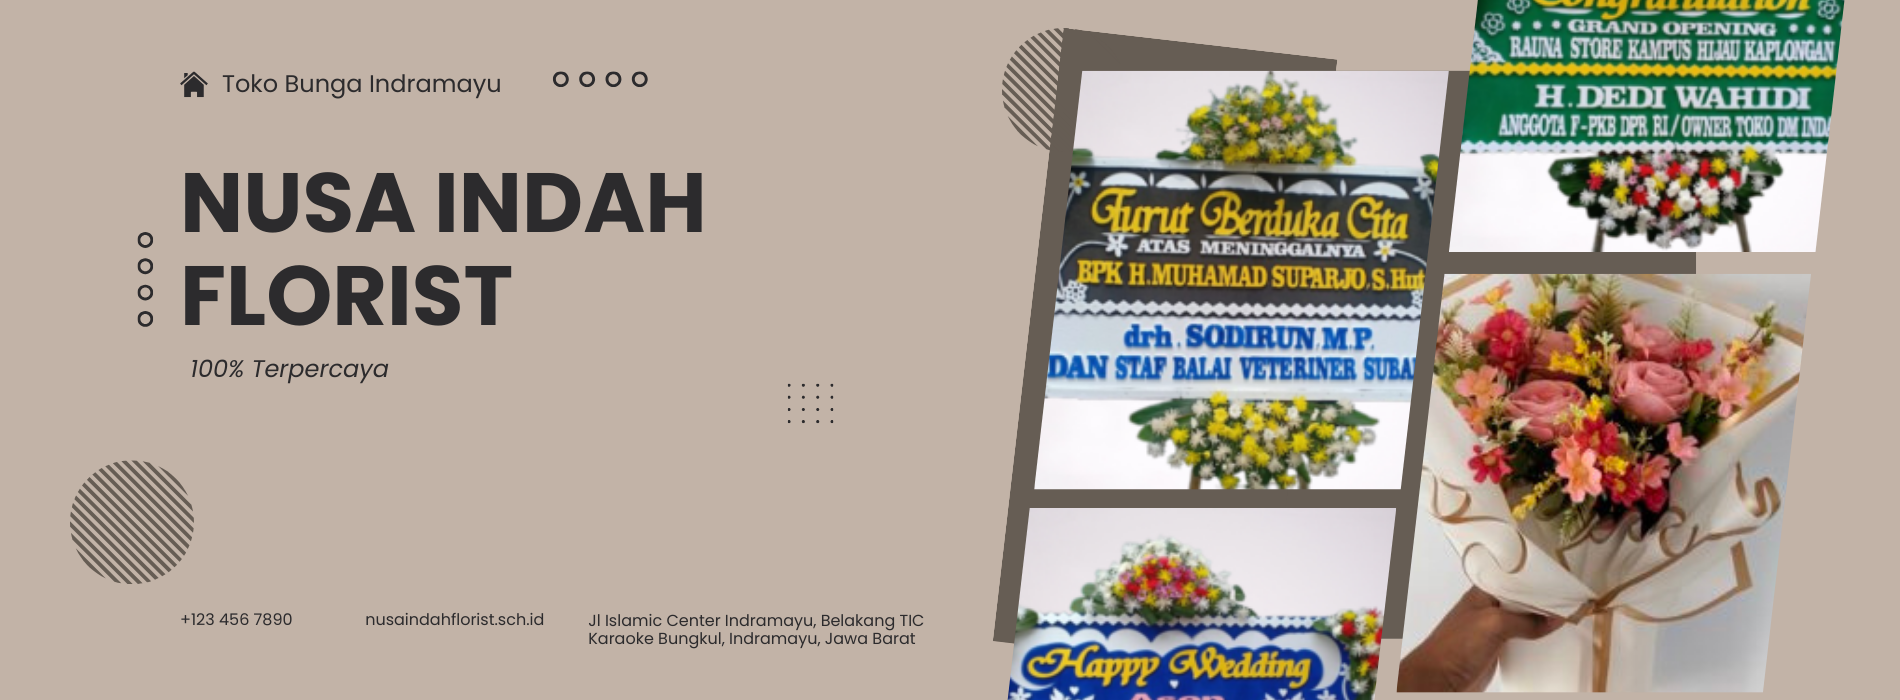 Toko Bunga Indramayu
NUSA INDAH
FLORIST
100% Terpercaya
+123 456 7890
nusaindahflorist.sch.id
Jl Islamic Center Indramayu, Belakang TIC
Karaoke Bungkul, Indramayu, Jawa Barat
Turut Berduka Cita
ATAS MENINGGALNYA
BPK H.MUHAMAD SUPARJO,S.Hut
drh. SODIRUN, M.P.
DAN STAF BALAI VETERINER SUBA
Happy Wedding
Congratulation
GRAND OPENING
RAUNA STORE KAMPUS HIJAU KAPLONGAN
H.DEDI WAHIDI
ANGGOTA F-PKB DPR RI/OWNER TOKO DM IND